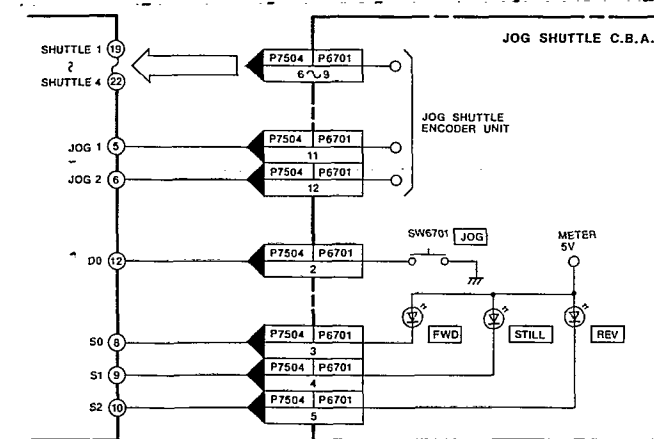 JOG SHUTTLE C.B.A.
SHUTTLE 1 19
P7504 P6701
6~9
SHUTTLE 4 22
JOG SHUTTLE
ENCODER UNIT
JOG 1 5
P7504 P6701
11
JOG 2 6
P7504 P6701
12
SW6701 JOG
METER
5V
D0 12
P7504 P6701
2
FWD STILL REV
S0 8
P7504 P6701
3
S1 9
P7504 P6701
4
S2 10
P7504 P6701
5